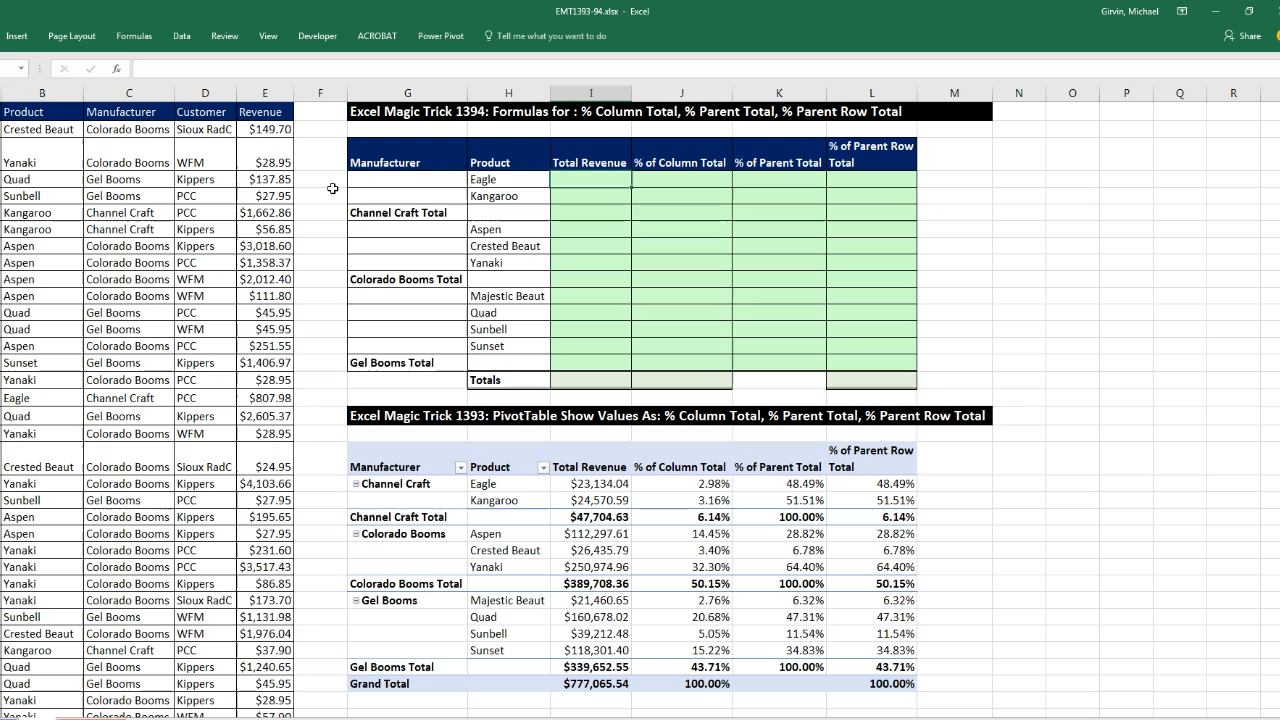 EMT1393-94.xlsx - Excel
Girvin, Michael
Insert Page Layout Formulas Data Review View Developer ACROBAT Power Pivot Tell me what you want to do Share
fx
B C D E F G H I J K L M N O P Q R
Product Manufacturer Customer Revenue
Crested Beaut Colorado Booms Sioux RadC $149.70
Yanaki Colorado Booms WFM $28.95
Quad Gel Booms Kippers $137.85
Sunbell Gel Booms PCC $27.95
Kangaroo Channel Craft PCC $1,662.86
Kangaroo Channel Craft Kippers $56.85
Aspen Colorado Booms Kippers $3,018.60
Aspen Colorado Booms PCC $1,358.37
Aspen Colorado Booms WFM $2,012.40
Aspen Colorado Booms WFM $111.80
Quad Gel Booms PCC $45.95
Quad Gel Booms WFM $45.95
Aspen Colorado Booms PCC $251.55
Sunset Gel Booms Kippers $1,406.97
Yanaki Colorado Booms PCC $28.95
Eagle Channel Craft PCC $807.98
Quad Gel Booms Kippers $2,605.37
Yanaki Colorado Booms WFM $28.95
Crested Beaut Colorado Booms Sioux RadC $24.95
Yanaki Colorado Booms Kippers $4,103.66
Sunbell Gel Booms PCC $27.95
Aspen Colorado Booms Kippers $195.65
Aspen Colorado Booms Kippers $27.95
Yanaki Colorado Booms PCC $231.60
Yanaki Colorado Booms PCC $3,517.43
Yanaki Colorado Booms Kippers $86.85
Yanaki Colorado Booms Sioux RadC $173.70
Sunbell Gel Booms WFM $1,131.98
Crested Beaut Colorado Booms WFM $1,976.04
Kangaroo Channel Craft PCC $37.90
Quad Gel Booms Kippers $1,240.65
Quad Gel Booms PCC $45.95
Yanaki Colorado Booms Kippers $28.95
Yanaki Colorado Booms WFM $57.90
Excel Magic Trick 1394: Formulas for : % Column Total, % Parent Total, % Parent Row Total
Manufacturer Product Total Revenue % of Column Total % of Parent Total % of Parent Row Total
Eagle
Kangaroo
Channel Craft Total
Aspen
Crested Beaut
Yanaki
Colorado Booms Total
Majestic Beaut
Quad
Sunbell
Sunset
Gel Booms Total
Totals
Excel Magic Trick 1393: PivotTable Show Values As: % Column Total, % Parent Total, % Parent Row Total
Manufacturer Product Total Revenue % of Column Total % of Parent Total % of Parent Row Total
Channel Craft Eagle $23,134.04 2.98% 48.49% 48.49%
Kangaroo $24,570.59 3.16% 51.51% 51.51%
Channel Craft Total $47,704.63 6.14% 100.00% 6.14%
Colorado Booms Aspen $112,297.61 14.45% 28.82% 28.82%
Crested Beaut $26,435.79 3.40% 6.78% 6.78%
Yanaki $250,974.96 32.30% 64.40% 64.40%
Colorado Booms Total $389,708.36 50.15% 100.00% 50.15%
Gel Booms Majestic Beaut $21,460.65 2.76% 6.32% 6.32%
Quad $160,678.02 20.68% 47.31% 47.31%
Sunbell $39,212.48 5.05% 11.54% 11.54%
Sunset $118,301.40 15.22% 34.83% 34.83%
Gel Booms Total $339,652.55 43.71% 100.00% 43.71%
Grand Total $777,065.54 100.00% 100.00%